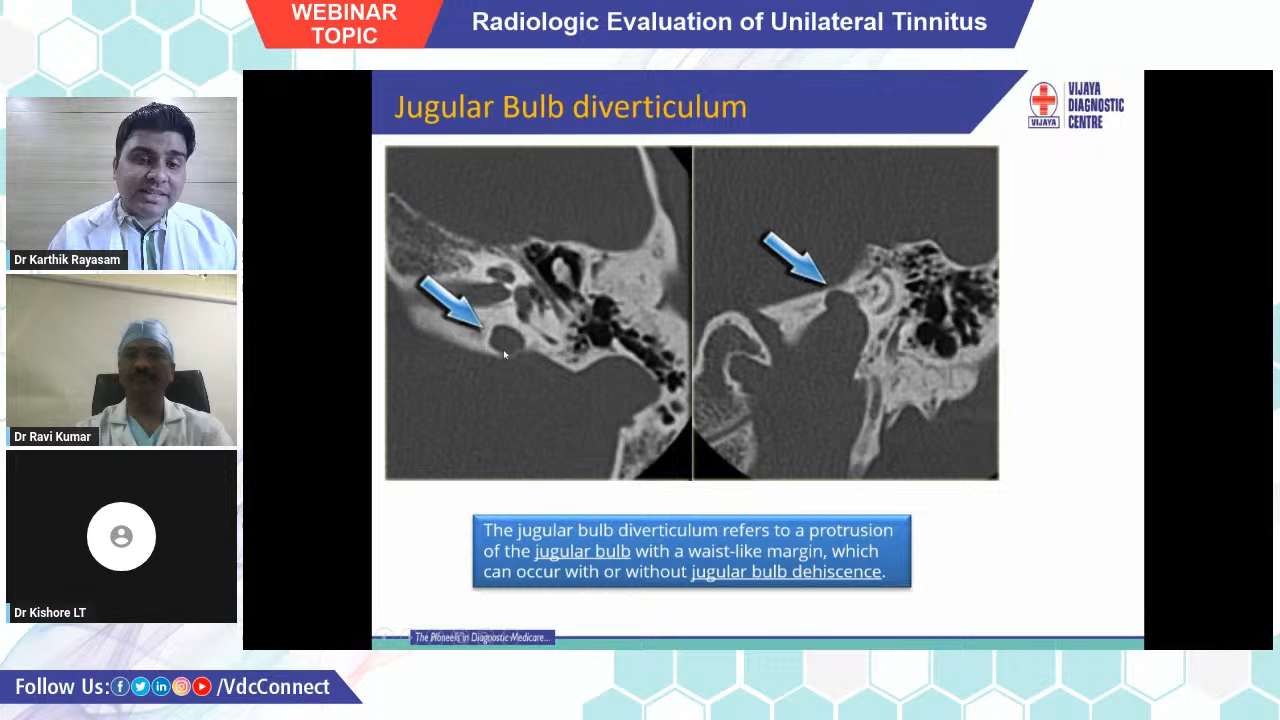 WEBINAR
TOPIC
Radiologic Evaluation of Unilateral Tinnitus
Jugular Bulb diverticulum
VIJAYA
VIJAYA
DIAGNOSTIC
CENTRE
Dr Karthik Rayasam
Dr Ravi Kumar
Dr Kishore LT
The jugular bulb diverticulum refers to a protrusion
of the jugular bulb with a waist-like margin, which
can occur with or without jugular bulb dehiscence.
The Pioneers in Diagnostic Medicare...
Follow Us: /VdcConnect